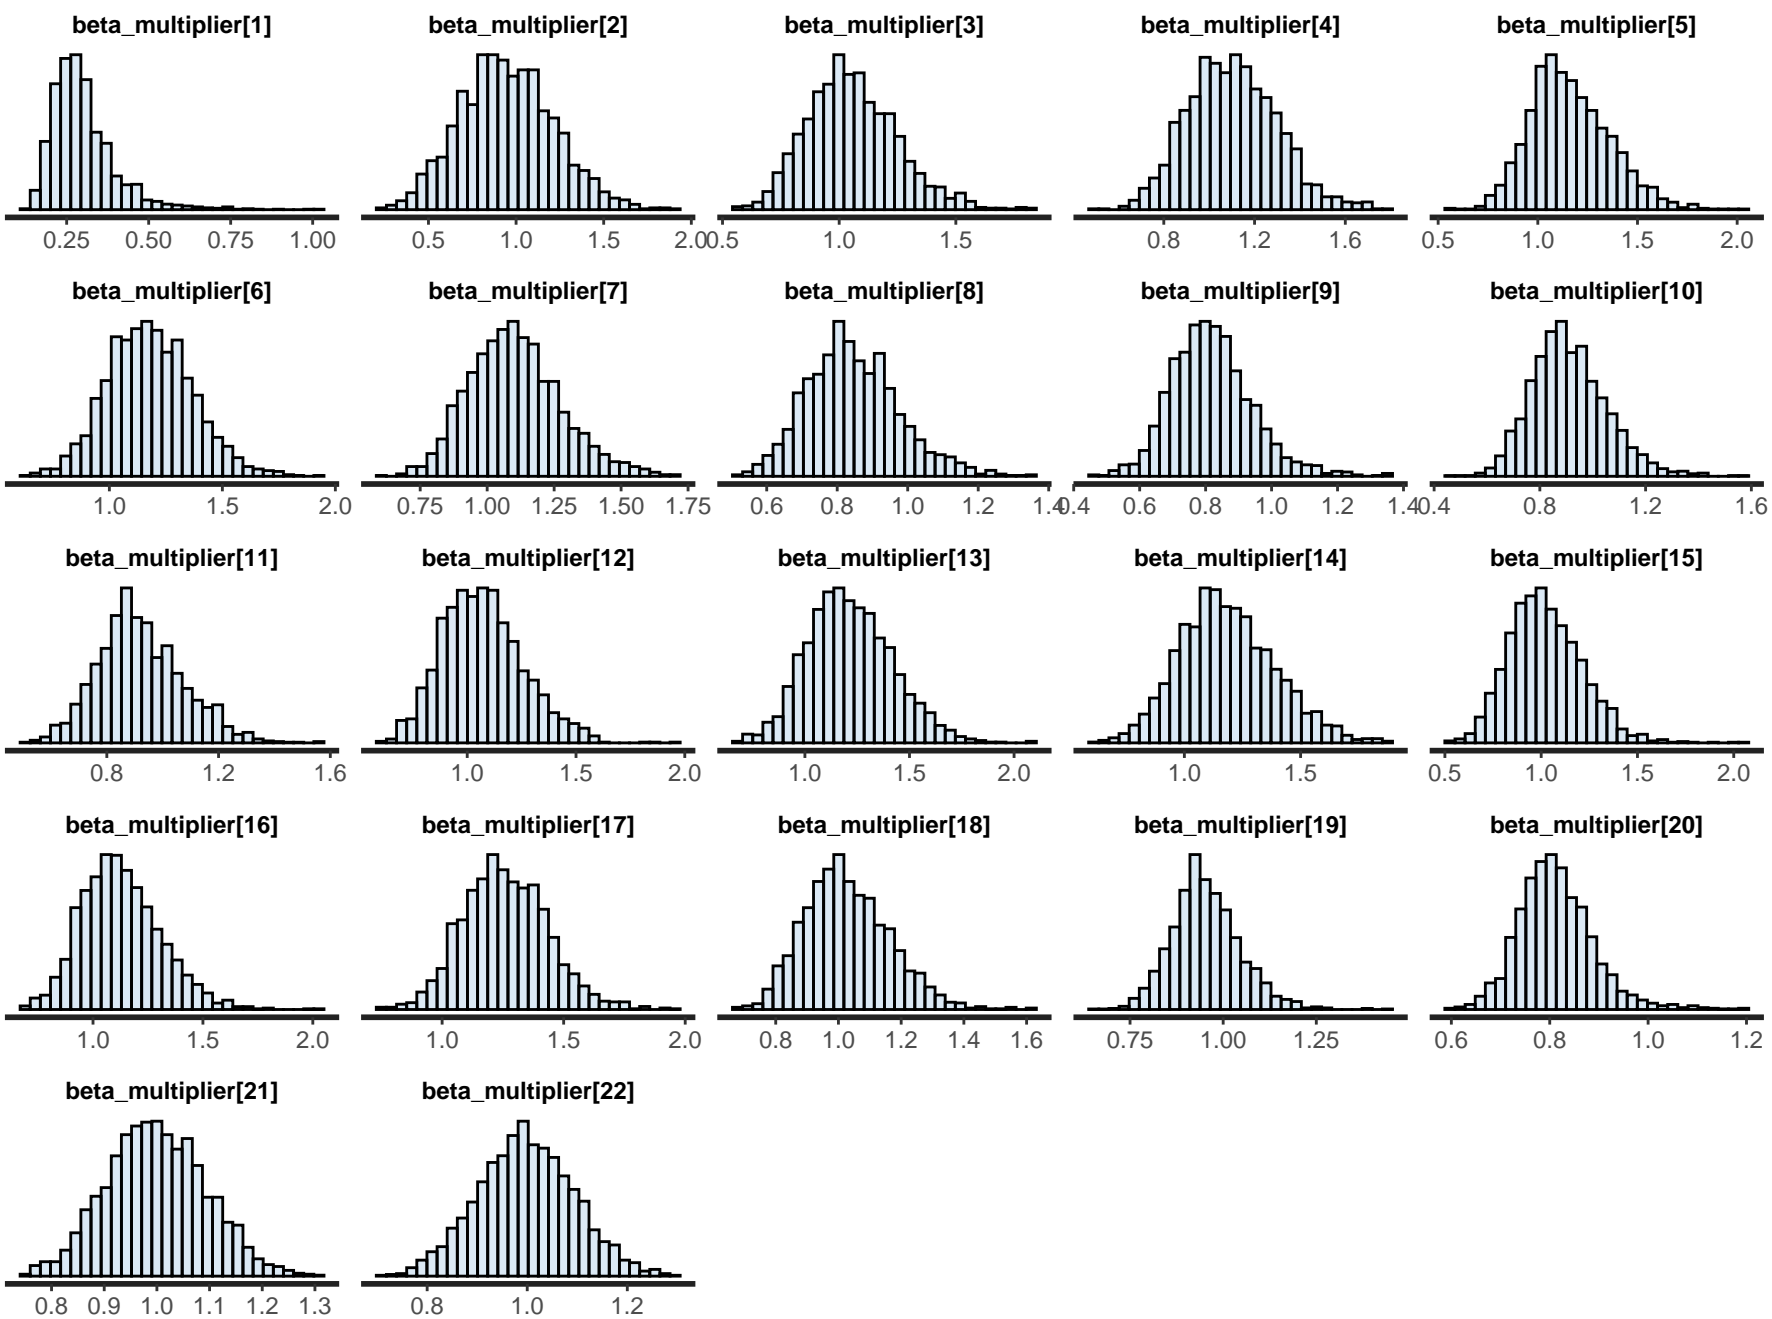 beta_multiplier[1] beta_multiplier[2] beta_multiplier[3] beta_multiplier[4] beta_multiplier[5]
0.25 0.50 0.75 1.00 0.5 1.0 1.5 2.0 0.5 1.0 1.5 0.8 1.2 1.6 0.5 1.0 1.5 2.0
beta_multiplier[6] beta_multiplier[7] beta_multiplier[8] beta_multiplier[9] beta_multiplier[10]
1.0 1.5 2.0 0.75 1.00 1.25 1.50 1.75 0.6 0.8 1.0 1.2 1.4 0.4 0.6 0.8 1.0 1.2 1.4 0.4 0.8 1.2 1.6
beta_multiplier[11] beta_multiplier[12] beta_multiplier[13] beta_multiplier[14] beta_multiplier[15]
0.8 1.2 1.6 1.0 1.5 2.0 1.0 1.5 2.0 1.0 1.5 0.5 1.0 1.5 2.0
beta_multiplier[16] beta_multiplier[17] beta_multiplier[18] beta_multiplier[19] beta_multiplier[20]
1.0 1.5 2.0 1.0 1.5 2.0 0.8 1.0 1.2 1.4 1.6 0.75 1.00 1.25 0.6 0.8 1.0 1.2
beta_multiplier[21] beta_multiplier[22]
0.8 0.9 1.0 1.1 1.2 1.3 0.8 1.0 1.2